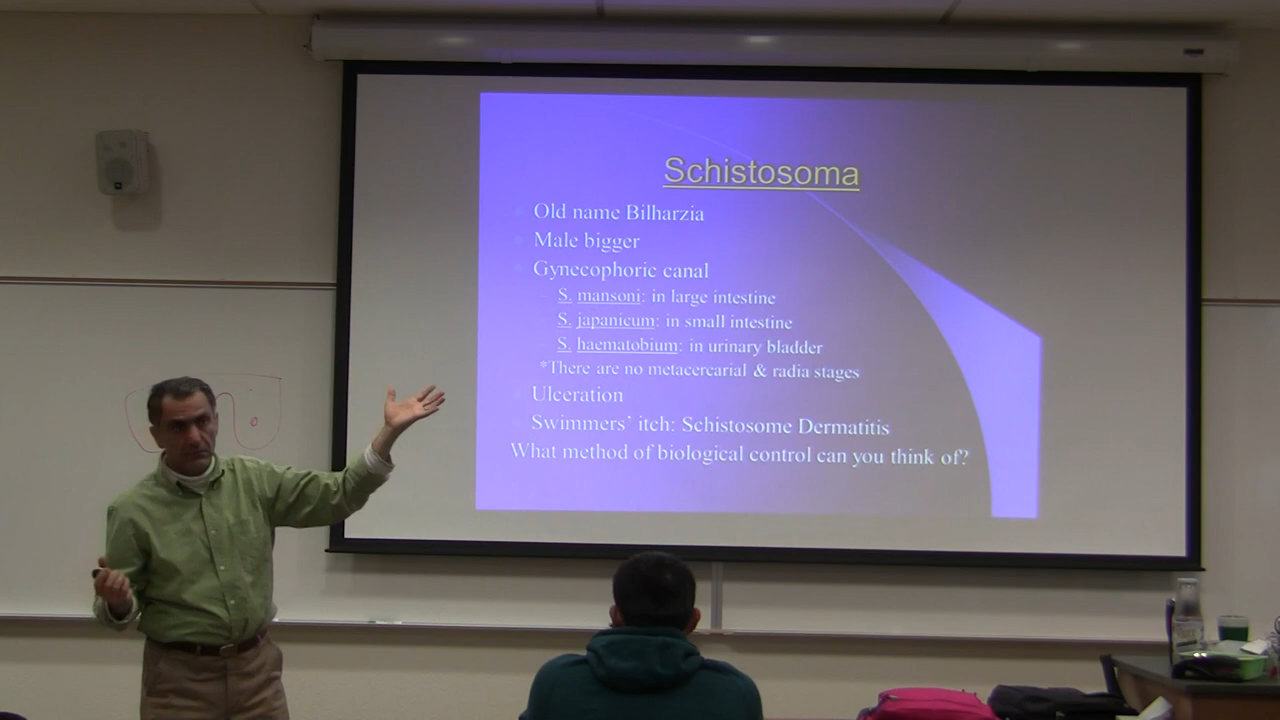 Schistosoma
Old name Bilharzia
Male bigger
Gynecophoric canal
S. mansoni: in large intestine
S. japanicum: in small intestine
S. haematobium: in urinary bladder
*There are no metacercarial & radia stages
Ulceration
Swimmers' itch: Schistosome Dermatitis
What method of biological control can you think of?